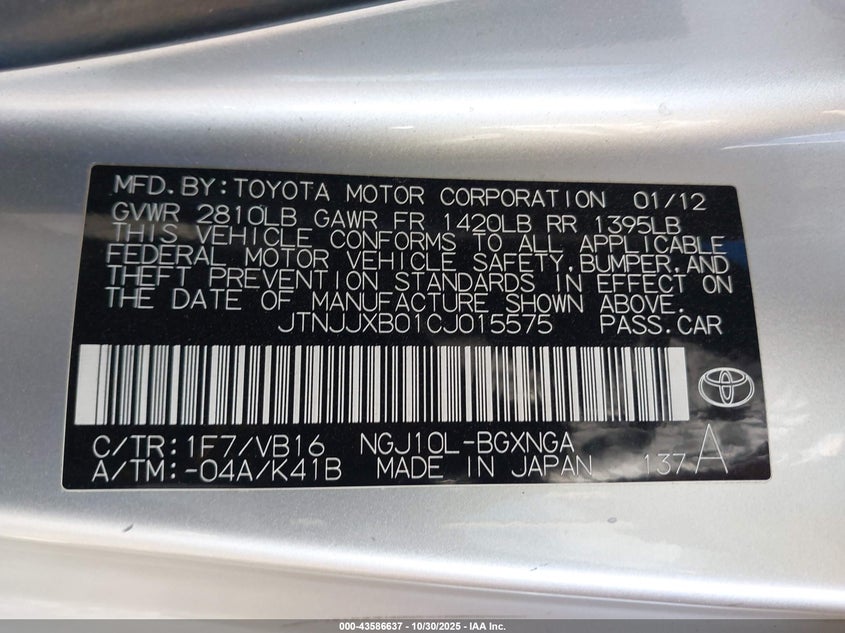 MFD.BY:TOYOTA MOTOR CORPORATION 01/12
GVWR 2810LB GAWR FR 1420LB RR 1395LB
THIS VEHICLE CONFORMS TO ALL APPLICABLE
FEDERAL MOTOR VEHICLE SAFETY,BUMPER,AND
THEFT PREVENTION STANDARDS IN EFFECT ON
THE DATE OF MANUFACTURE SHOWN ABOVE.
JTNJJXB01CJ015575 PASS.CAR
C/TR:1F7/VB16 NGJ10L-BGXNGA
A/TM:-04A/K41B MADE IN JAPAN 137A
000-43586637 - 10/30/2025 - IAA Inc.